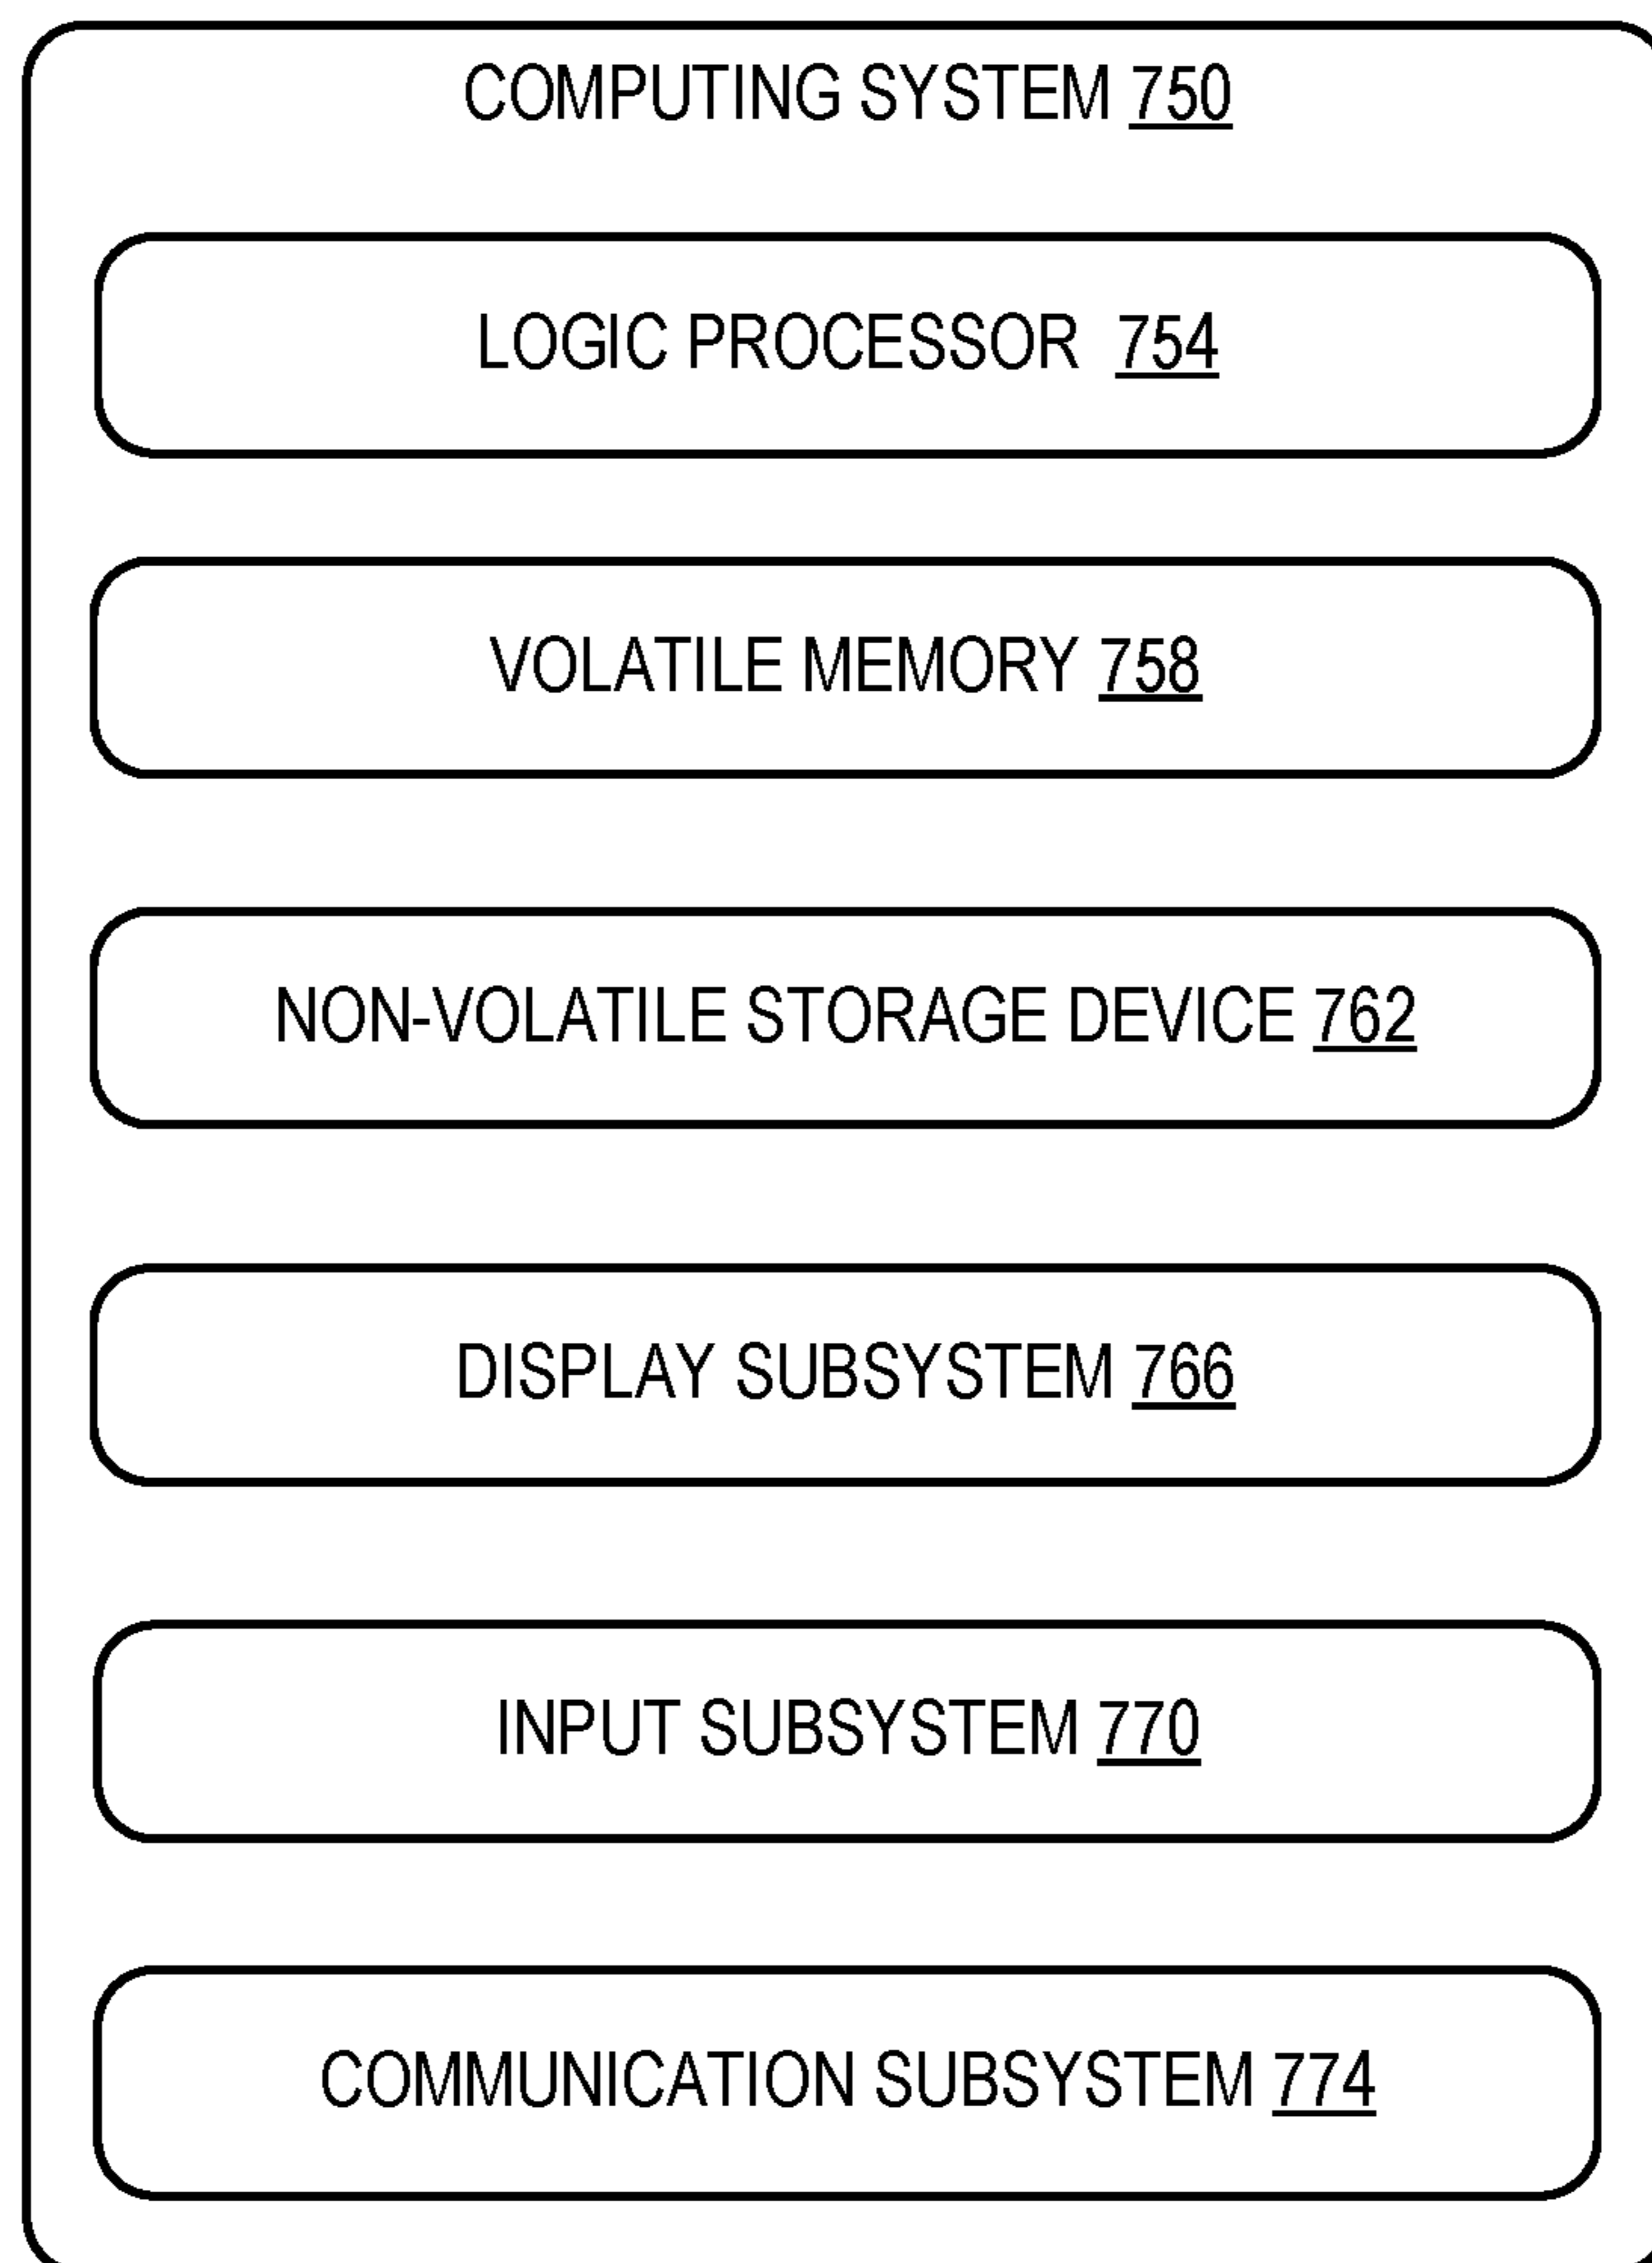 COMPUTING SYSTEM 750
LOGIC PROCESSOR 754
VOLATILE MEMORY 758
NON-VOLATILE STORAGE DEVICE 762
DISPLAY SUBSYSTEM 766
INPUT SUBSYSTEM 770
COMMUNICATION SUBSYSTEM 774